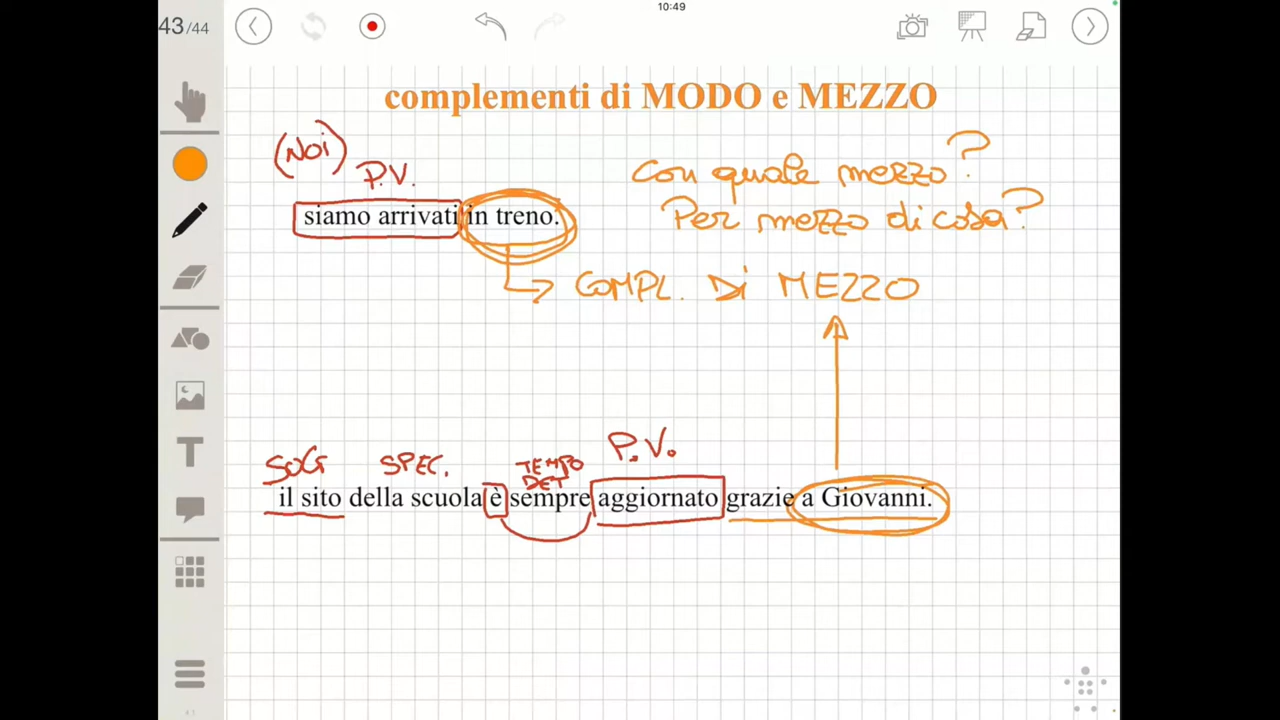 10:49
43/44
complementi di MODO e MEZZO
(Noi)
P.V.
Con quale mezzo?
siamo arrivati in treno.
Per mezzo di cosa?
COMPL. Di MEZZO
P.V.
SOGG SPEC. TEMPO
DET
il sito della scuola è sempre aggiornato grazie a Giovanni.
T